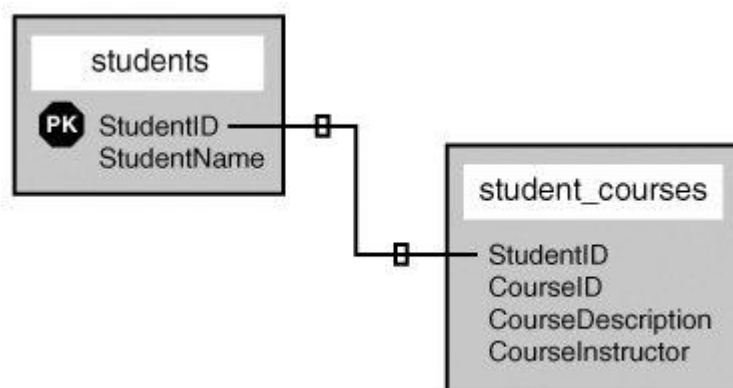 students
PK StudentID
StudentName
student_courses
StudentID
CourseID
CourseDescription
CourseInstructor